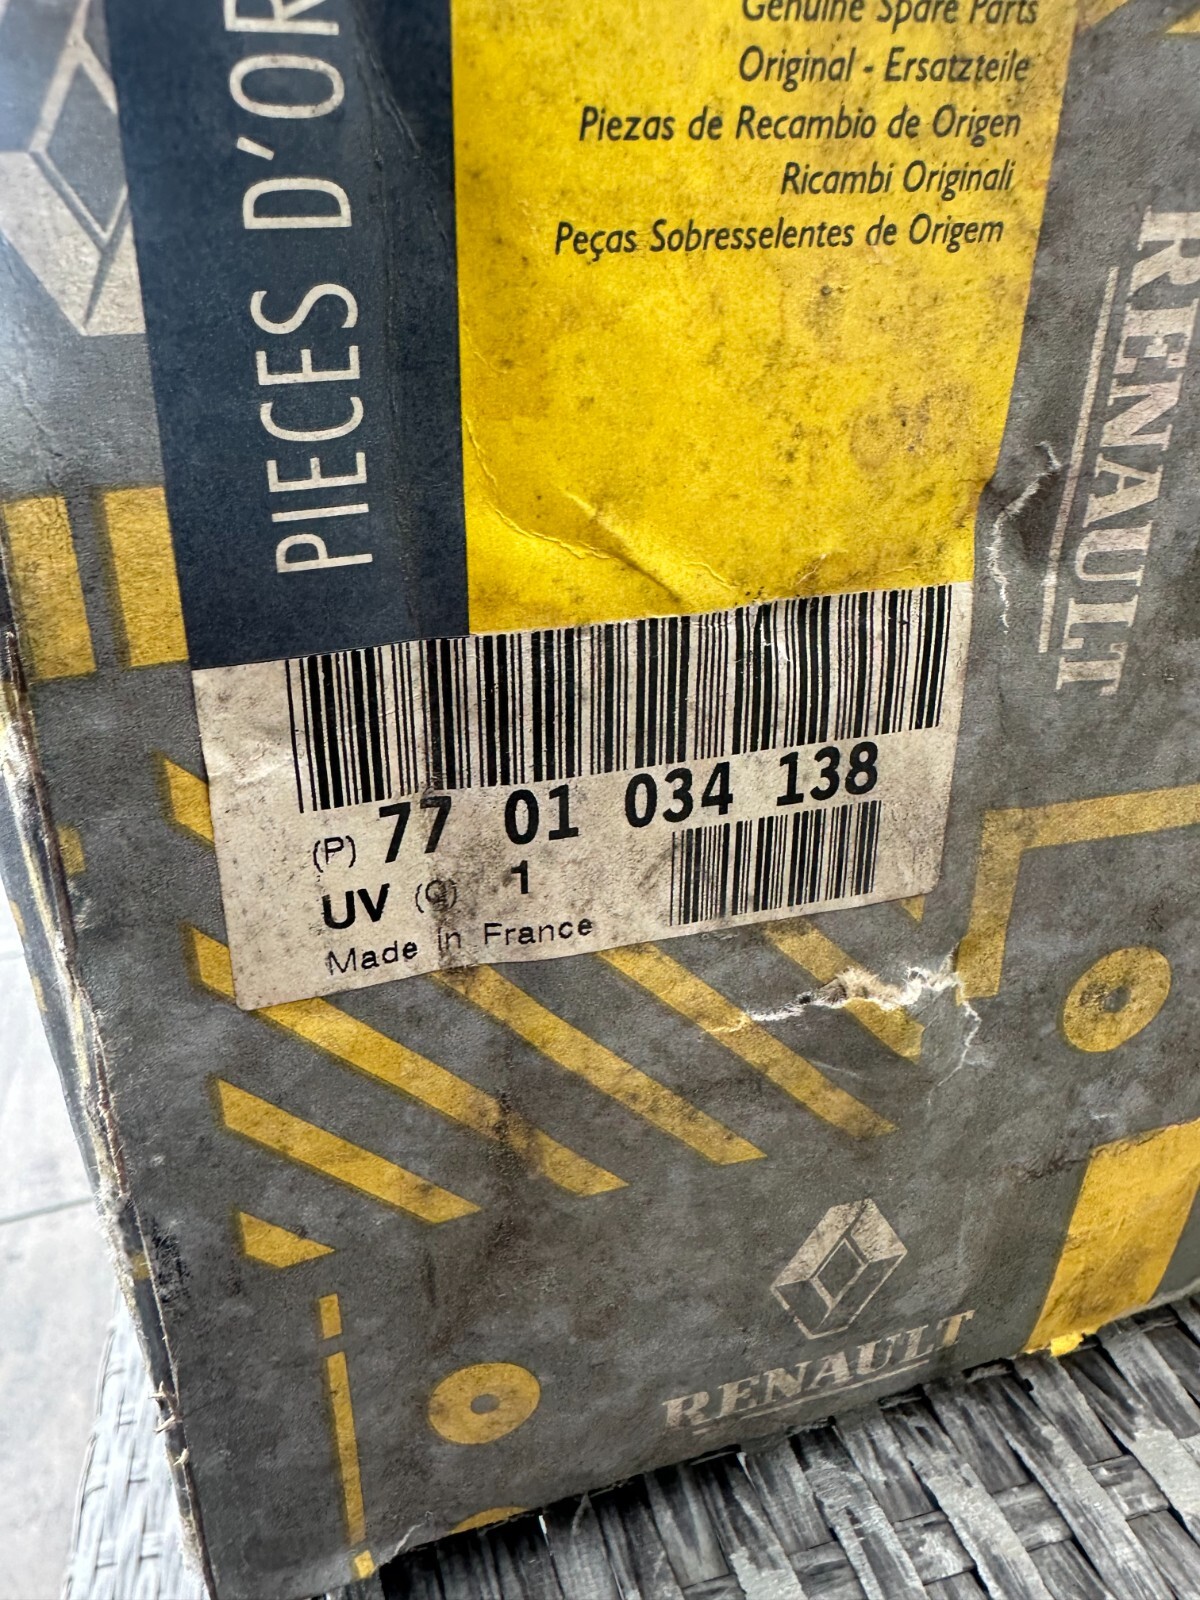 PIECES D'OR
Genuine Spare Parts
Original - Ersatzteile
Piezas de Recambio de Origen
Ricambi Originali
Peças Sobresselentes de Origem
RENAULT
(P) 77 01 034 138
UV (Q) 1
Made in France
RENAULT